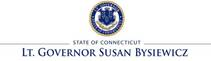 STATE OF CONNECTICUT
LT. GOVERNOR SUSAN BYSIEWICZ